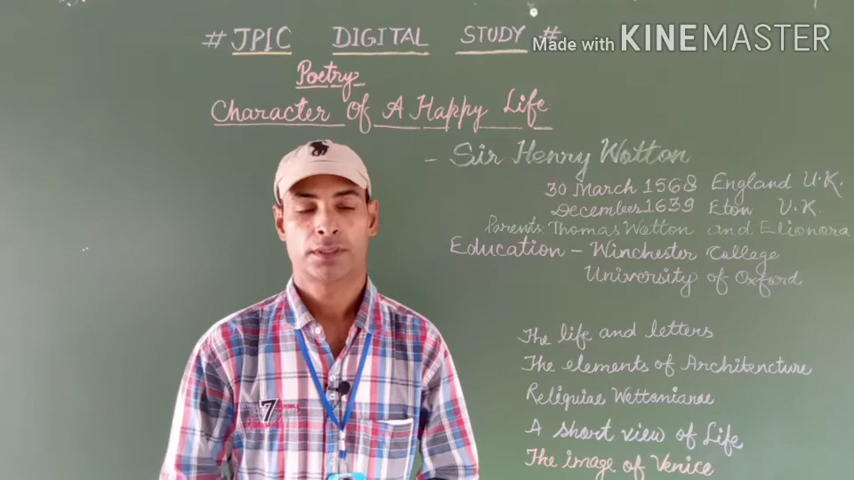 # JPIC DIGITAL STUDY #
Made with KINEMASTER
Poetry
Character Of A Happy Life
- Sir Henry Wotton
30 March 1568 England U.K.
December 1639 Eton U.K.
Parents: Thomas Wotton and Elionora
Education - Winchester College
University of Oxford
The life and letters
The elements of Architencture
Reliquiae Wottonianae
A short view of Life
The image of Venice
7